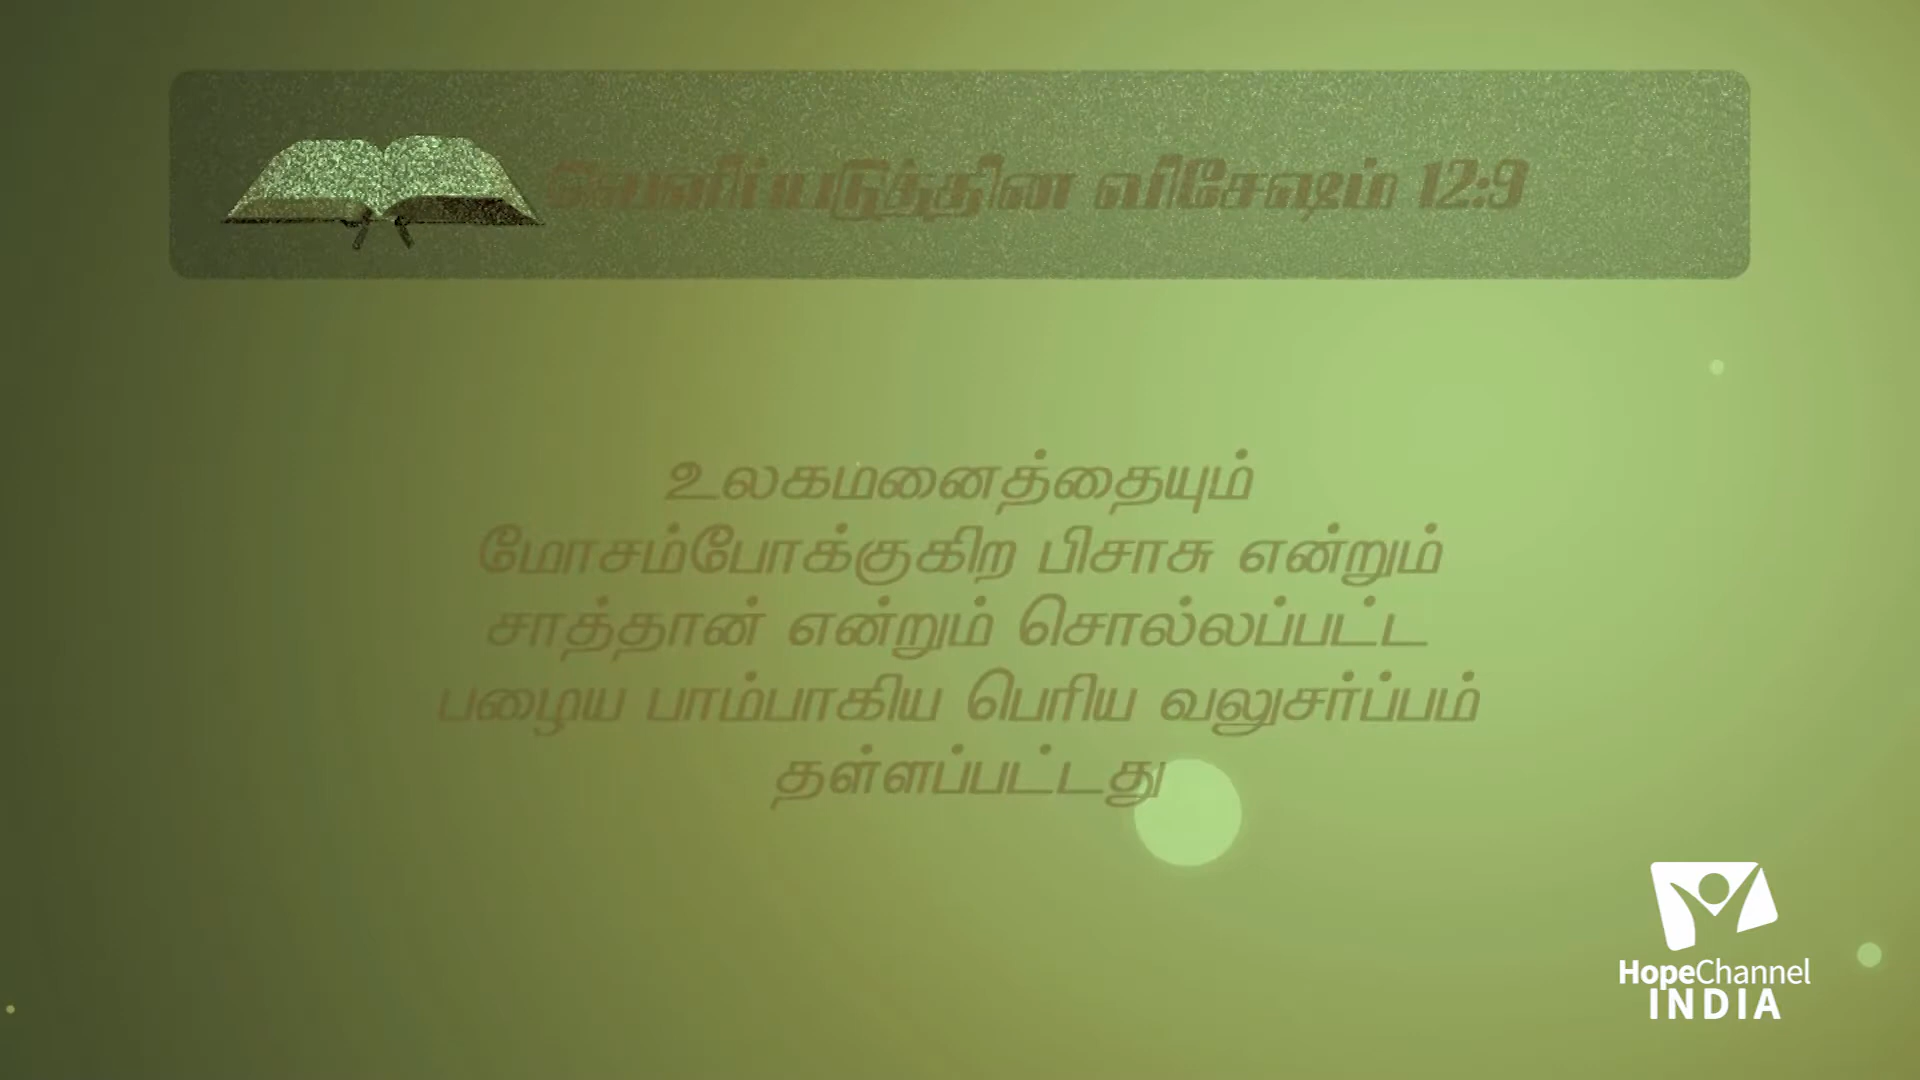 வெளிப்படுத்தின விசேஷம் 12:9
உலகமனைத்தையும்
மோசம்போக்குகிற பிசாசு என்றும்
சாத்தான் என்றும் சொல்லப்பட்ட
பழைய பாம்பாகிய பெரிய வலுசர்ப்பம்
தள்ளப்பட்டது
HopeChannel
INDIA